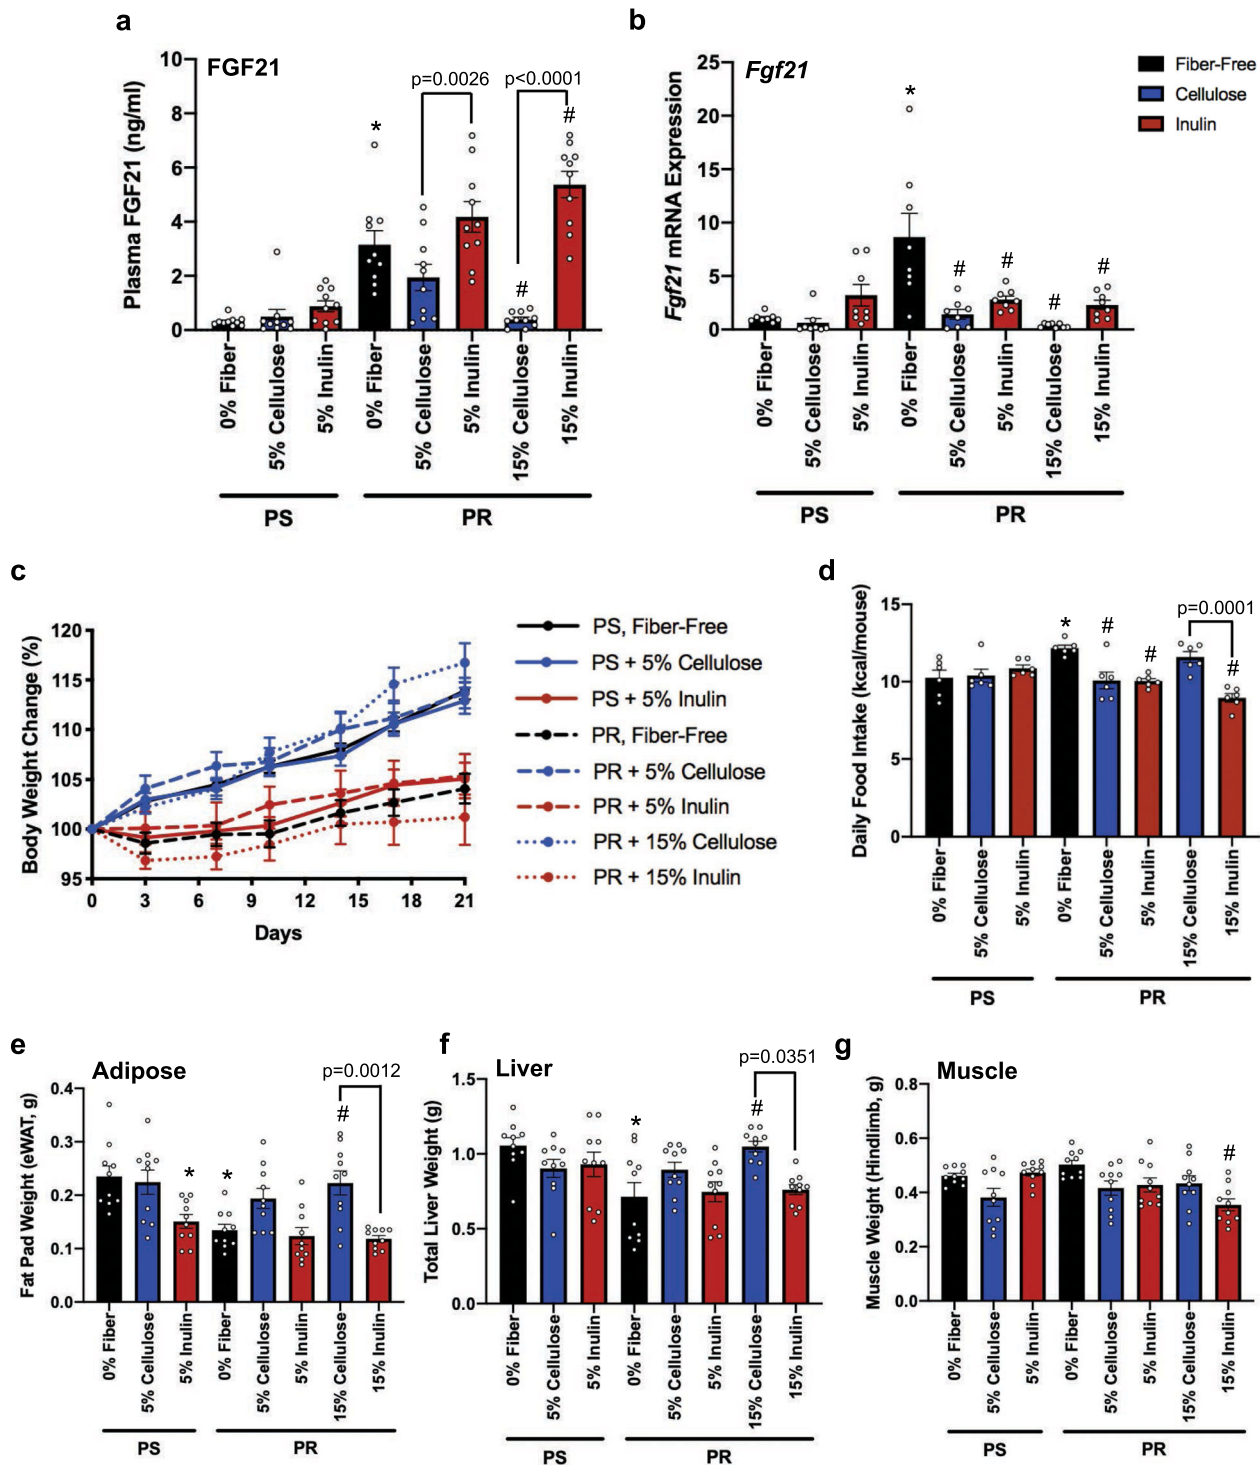 a
FGF21
Plasma FGF21 (ng/ml)
10
8
6
4
2
0
*
p=0.0026
p<0.0001
#
#
0% Fiber
5% Cellulose
5% Inulin
0% Fiber
5% Cellulose
5% Inulin
15% Cellulose
15% Inulin
PS
PR
b
Fgf21
Fgf21 mRNA Expression
25
20
15
10
5
0
*
#
#
#
#
0% Fiber
5% Cellulose
5% Inulin
0% Fiber
5% Cellulose
5% Inulin
15% Cellulose
15% Inulin
PS
PR
Fiber-Free
Cellulose
Inulin
c
Body Weight Change (%)
120
115
110
105
100
95
0
3
6
9
12
15
18
21
Days
PS, Fiber-Free
PS + 5% Cellulose
PS + 5% Inulin
PR, Fiber-Free
PR + 5% Cellulose
PR + 5% Inulin
PR + 15% Cellulose
PR + 15% Inulin
d
Daily Food Intake (kcal/mouse)
15
10
5
0
*
#
#
p=0.0001
#
0% Fiber
5% Cellulose
5% Inulin
0% Fiber
5% Cellulose
5% Inulin
15% Cellulose
15% Inulin
PS
PR
e
Adipose
Fat Pad Weight (eWAT, g)
0.4
0.3
0.2
0.1
0.0
*
*
p=0.0012
#
0% Fiber
5% Cellulose
5% Inulin
0% Fiber
5% Cellulose
5% Inulin
15% Cellulose
15% Inulin
PS
PR
f
Liver
Total Liver Weight (g)
1.5
1.0
0.5
0.0
*
p=0.0351
#
0% Fiber
5% Cellulose
5% Inulin
0% Fiber
5% Cellulose
5% Inulin
15% Cellulose
15% Inulin
PS
PR
g
Muscle
Muscle Weight (Hindlimb, g)
0.8
0.6
0.4
0.2
0.0
#
0% Fiber
5% Cellulose
5% Inulin
0% Fiber
5% Cellulose
5% Inulin
15% Cellulose
15% Inulin
PS
PR